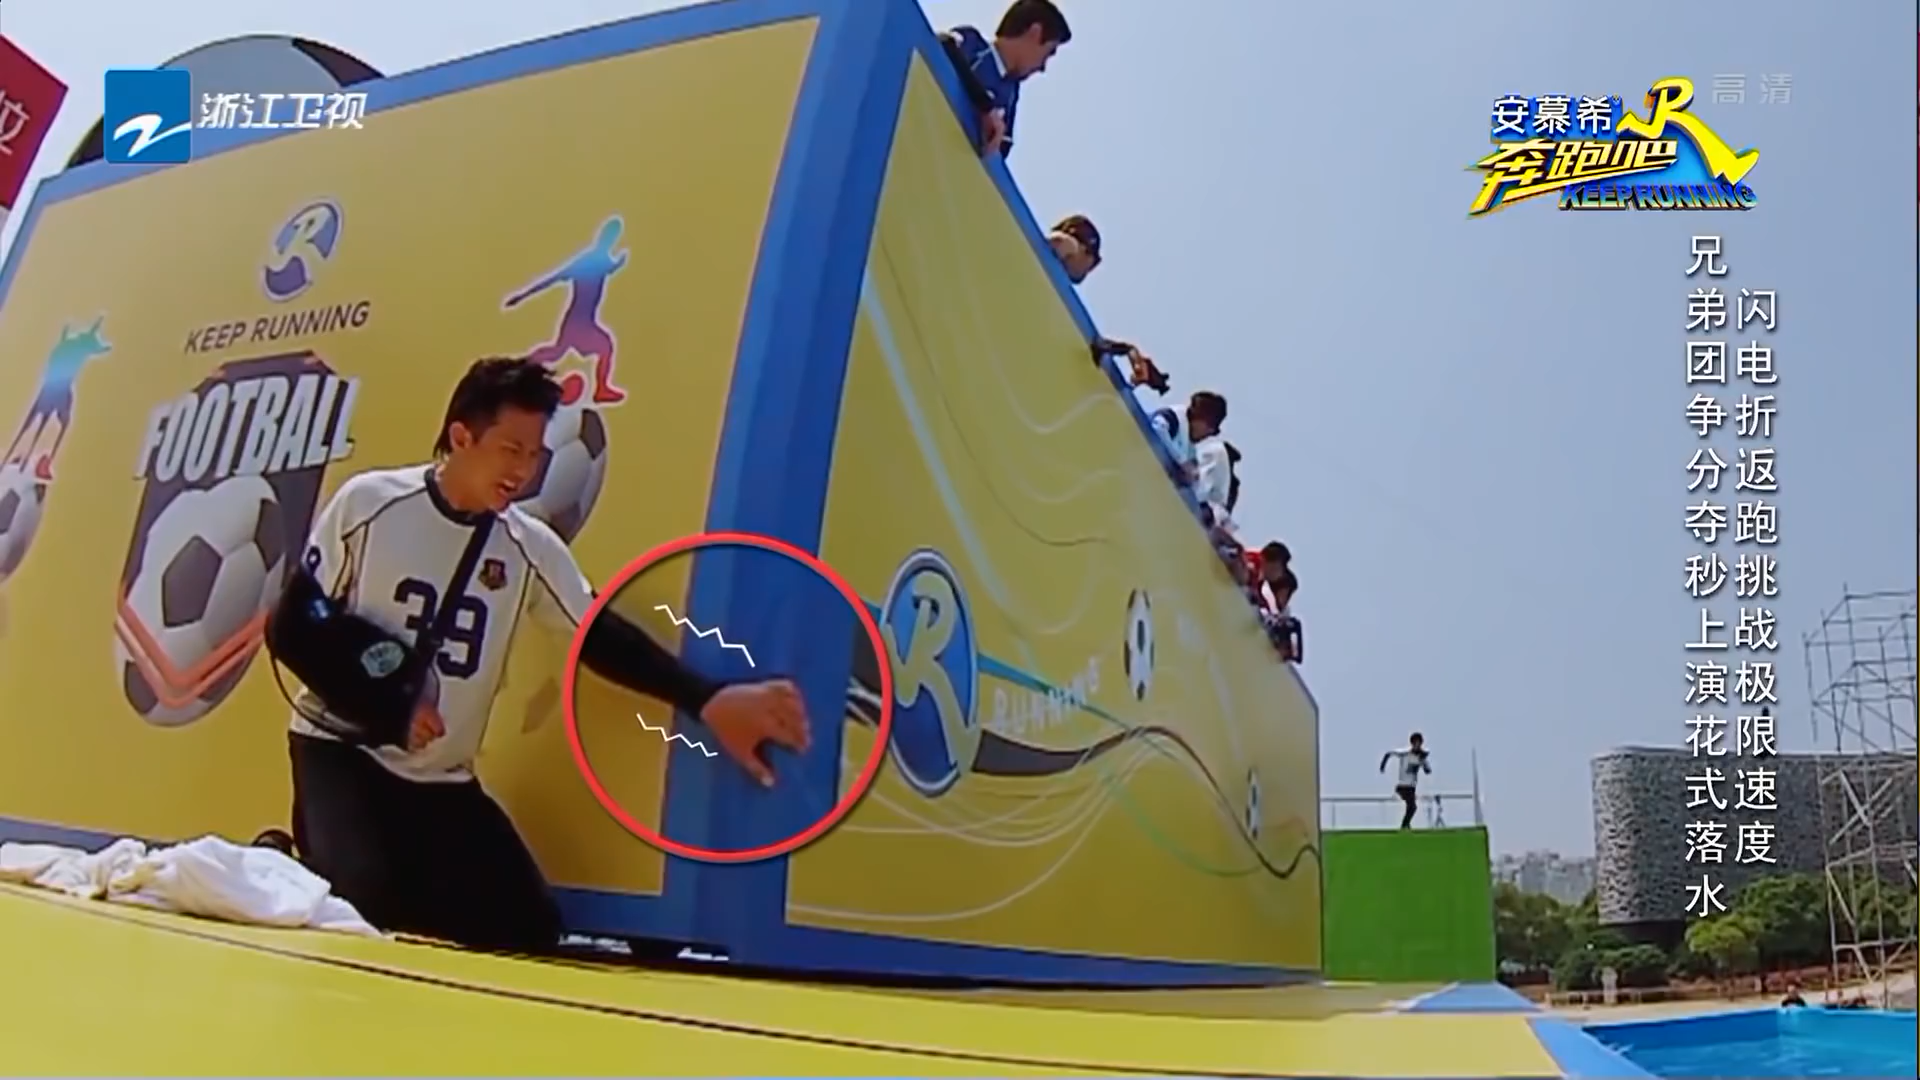 浙江卫视
高清
安慕希
奔跑吧
KEEP RUNNING
闪电折返跑挑战极限速度
兄弟团争分夺秒上演花式落水
KEEP RUNNING
FOOTBALL
39
R
RUNNING